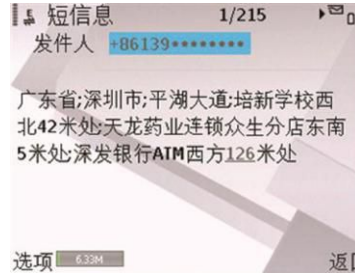 短信息 1/215
发件人 +86139********
广东省;深圳市;平湖大道;培新学校西
北42米处;天龙药业连锁众生分店东南
5米处;深发银行ATM西方126米处
选项 6.33M 返回